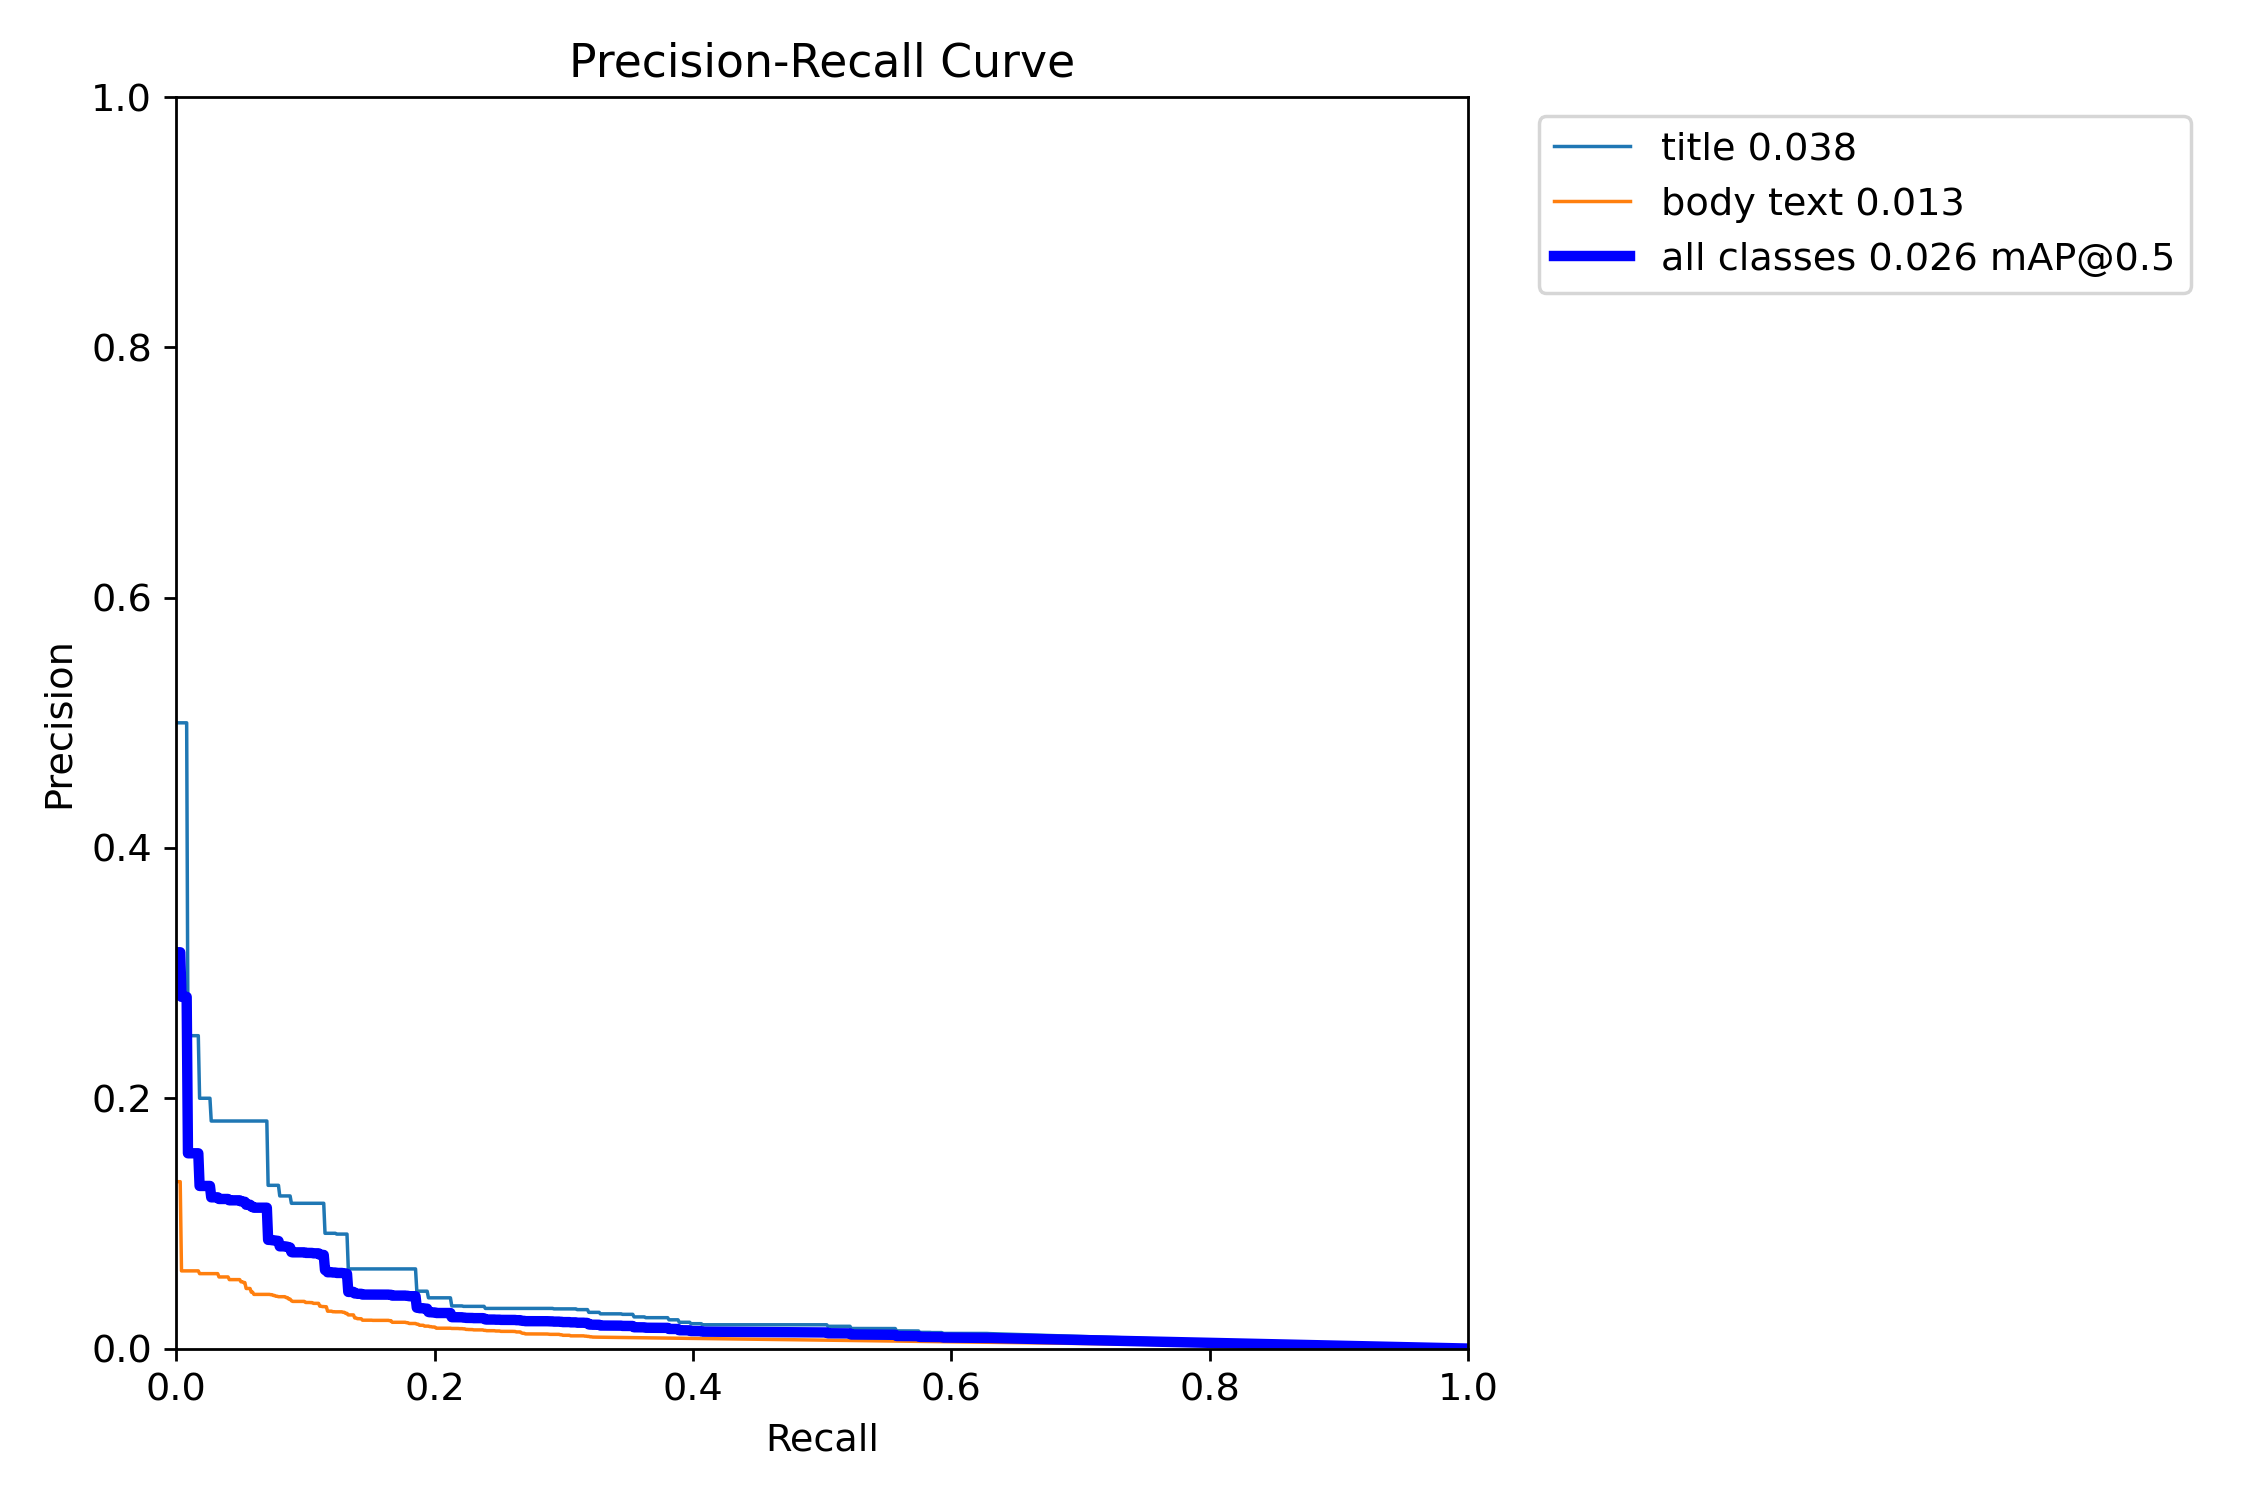 Precision-Recall Curve
1.0
0.8
0.6
0.4
0.2
0.0
Precision
0.0 0.2 0.4 0.6 0.8 1.0
Recall
title 0.038
body text 0.013
all classes 0.026 mAP@0.5